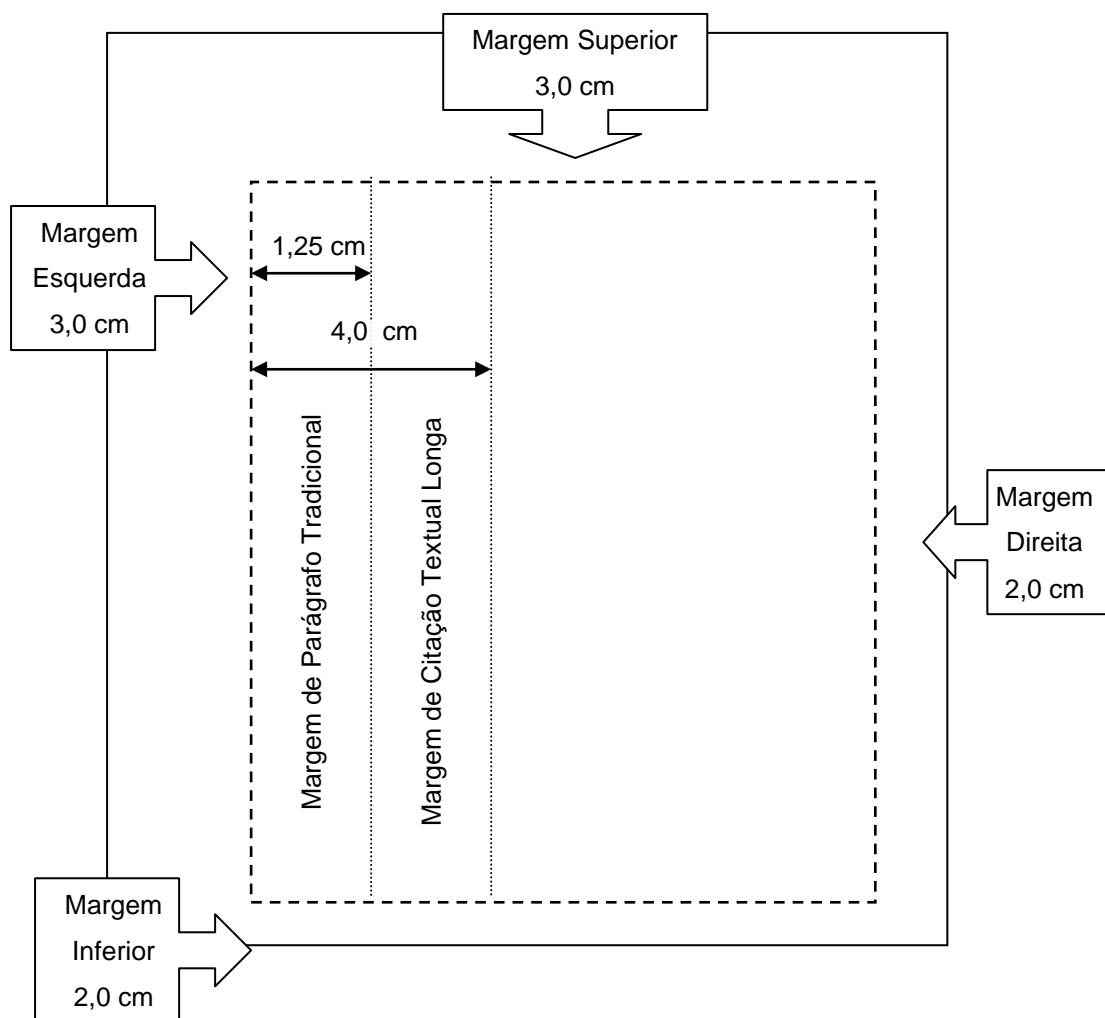 Margem Superior
3,0 cm
Margem
Esquerda
3,0 cm
1,25 cm
4,0 cm
Margem de Parágrafo Tradicional
Margem de Citação Textual Longa
Margem
Direita
2,0 cm
Margem
Inferior
2,0 cm